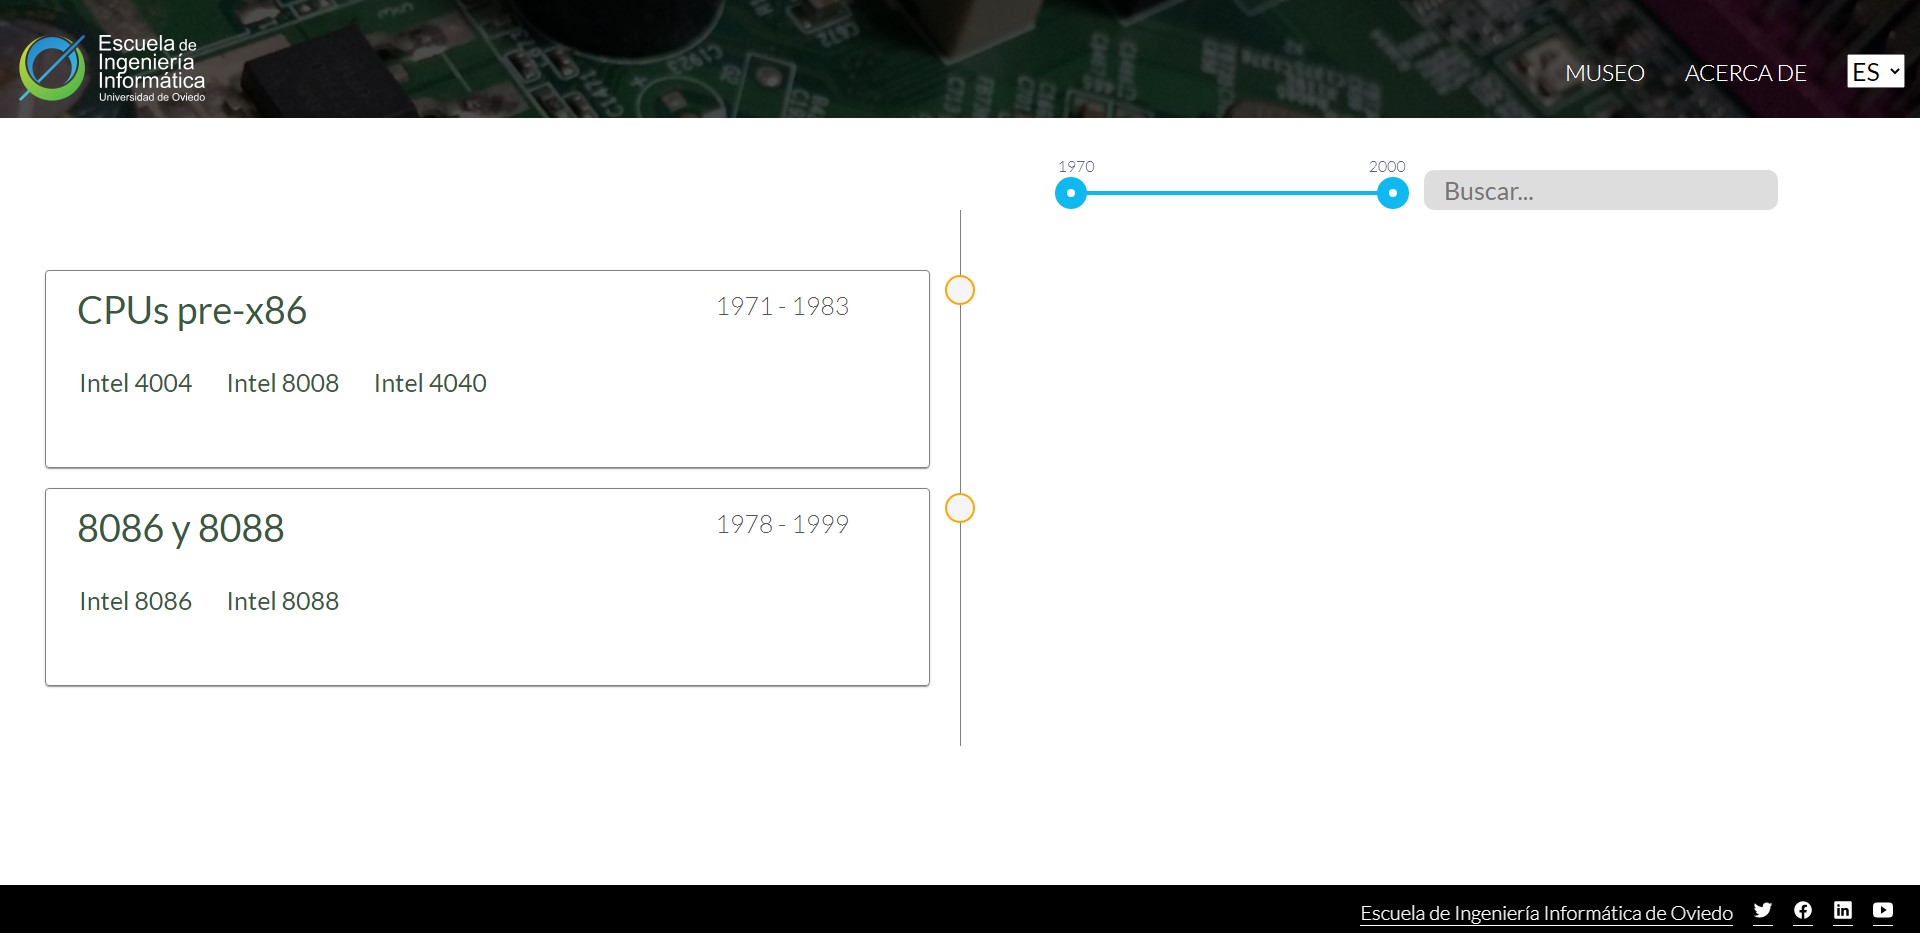 Escuela de
Ingeniería
Informática
Universidad de Oviedo
MUSEO
ACERCA DE
ES
1970
2000
Buscar...
CPUs pre-x86
1971 - 1983
Intel 4004
Intel 8008
Intel 4040
8086 y 8088
1978 - 1999
Intel 8086
Intel 8088
Escuela de Ingeniería Informática de Oviedo